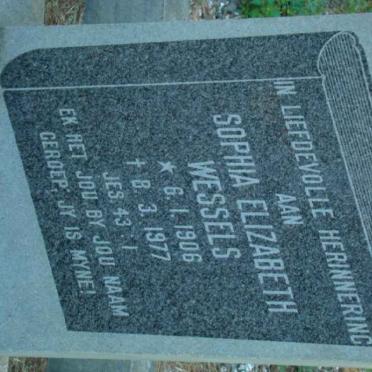 IN LIEFDEVOLLE HERINNERING
AAN
SOPHIA ELIZABETH
WESSELS
★ 6. 1. 1906
✝ 8. 3. 1977
JES 43 1
EK HET JOU BY JOU NAAM
GEROEP, JY IS MYNE!